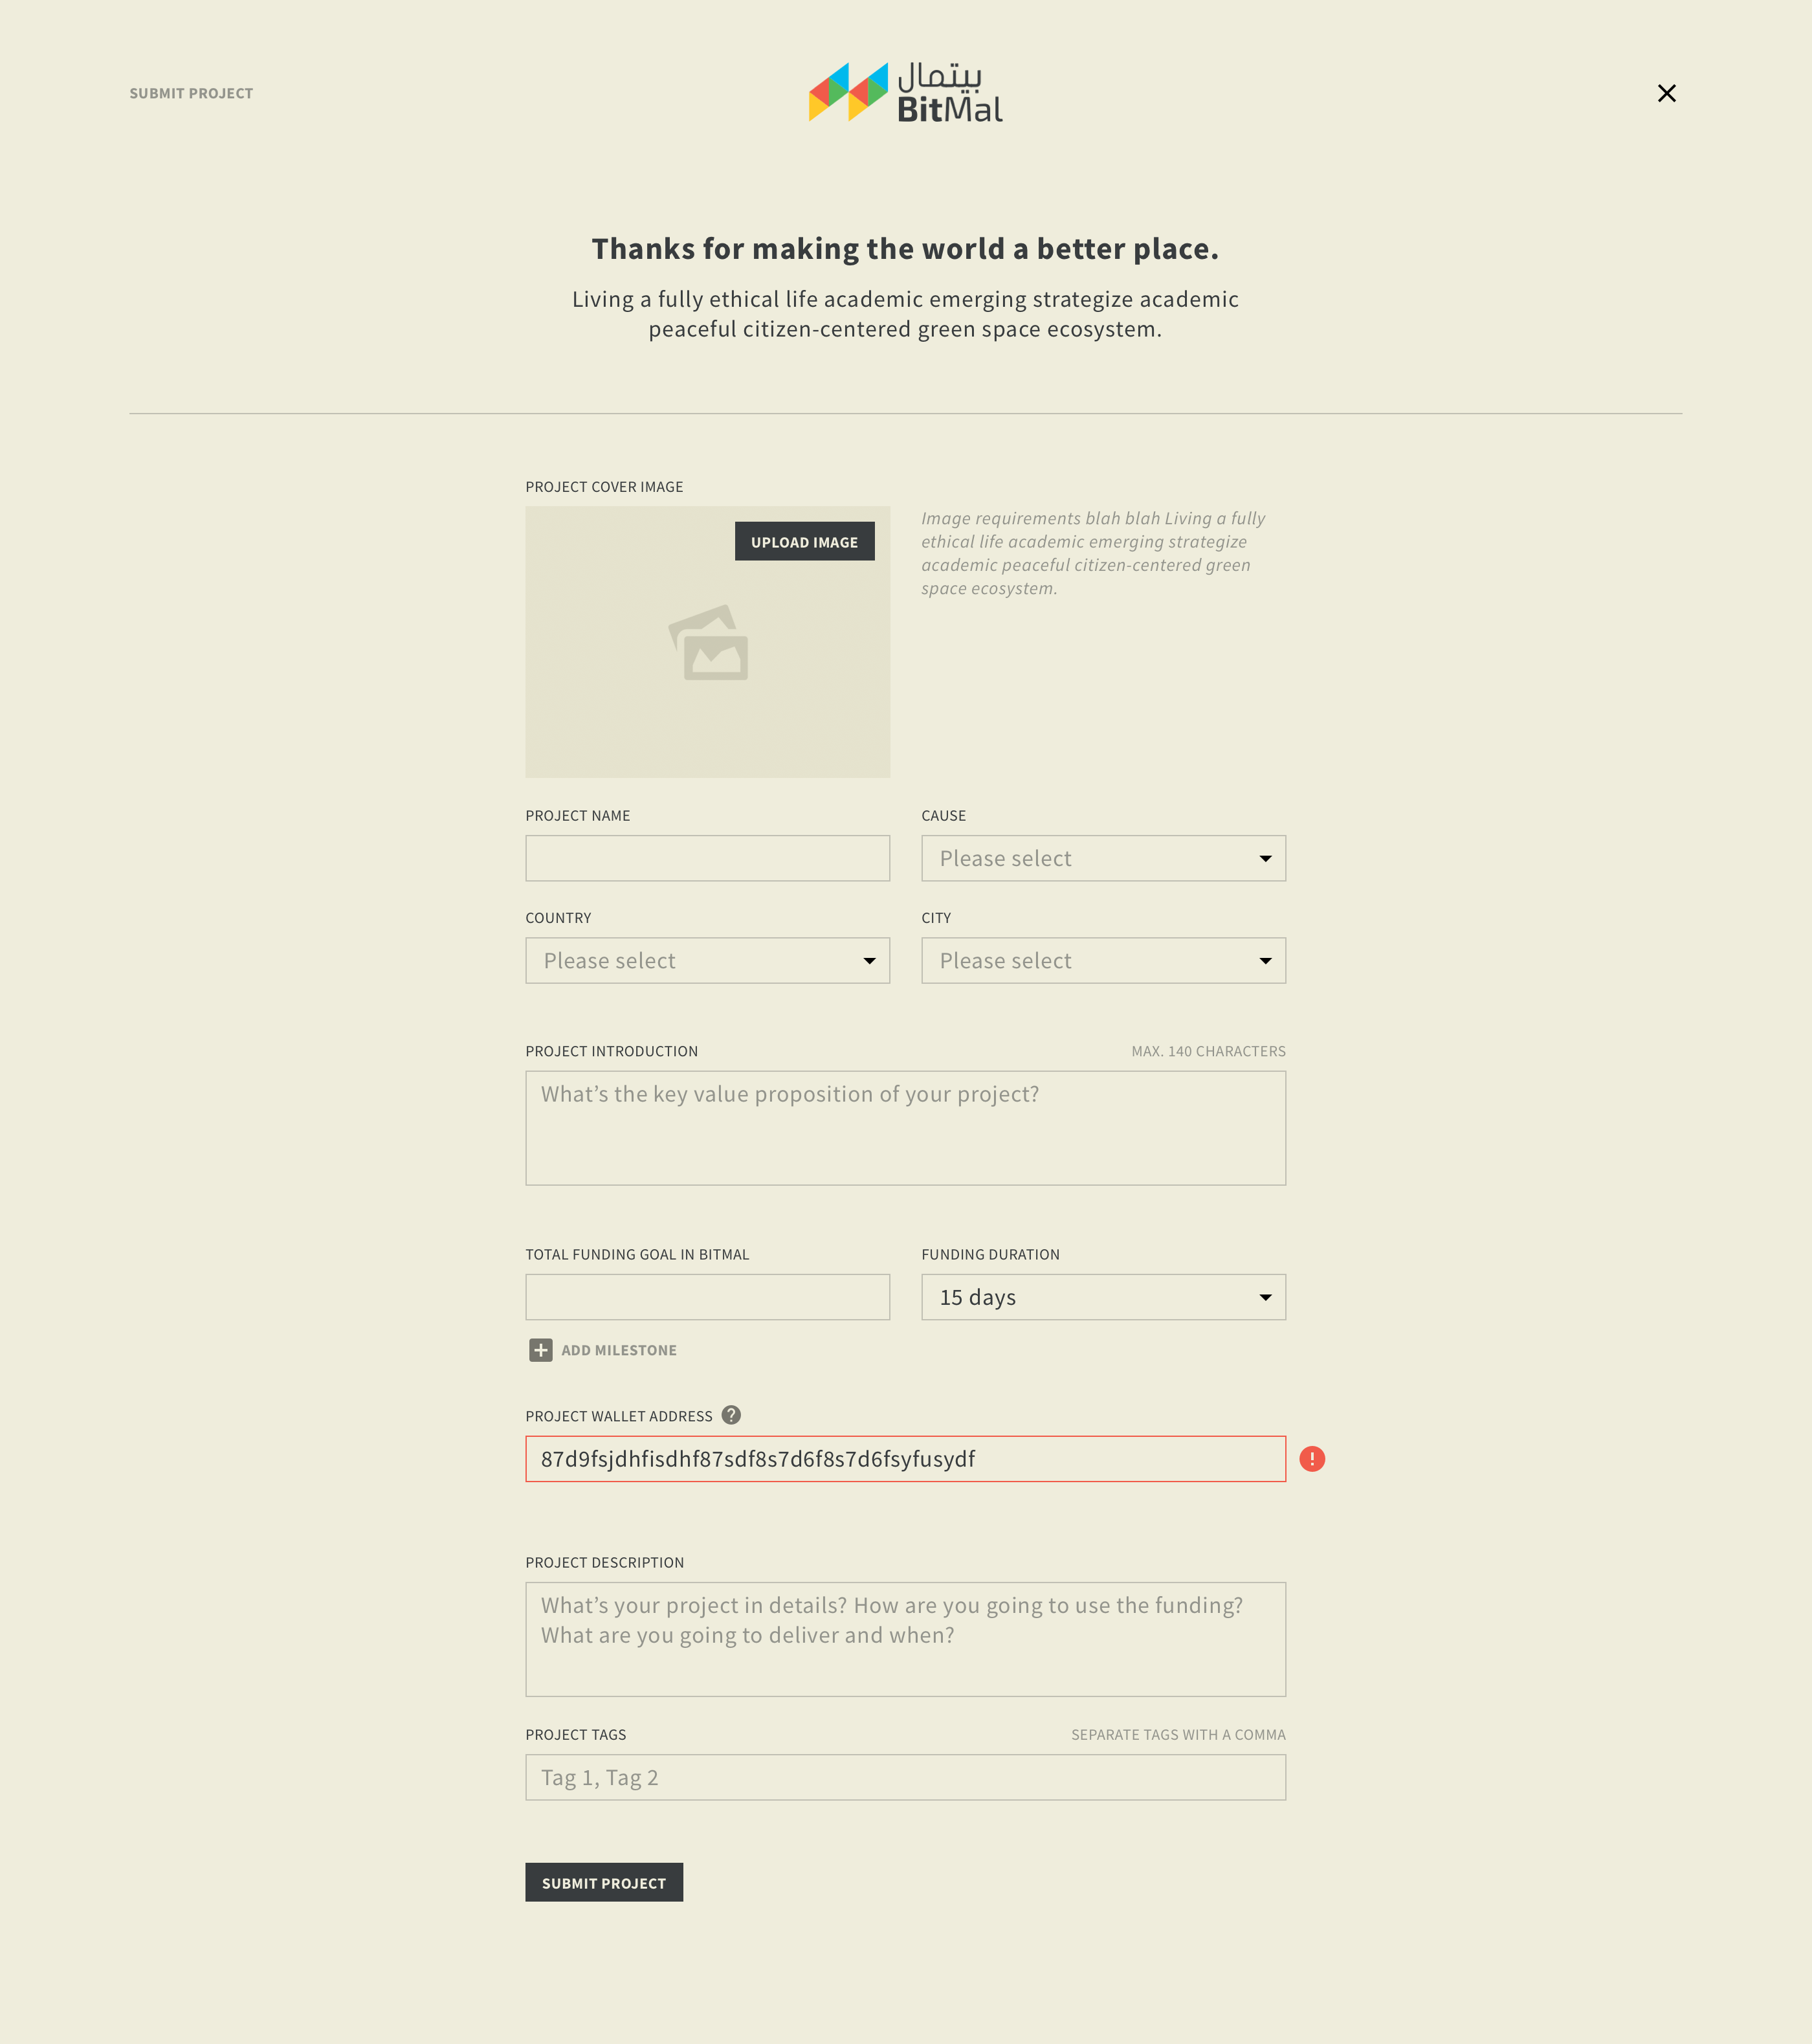 SUBMIT PROJECT
بيتمال
BitMal
Thanks for making the world a better place.
Living a fully ethical life academic emerging strategize academic
peaceful citizen-centered green space ecosystem.
PROJECT COVER IMAGE
UPLOAD IMAGE
Image requirements blah blah Living a fully
ethical life academic emerging strategize
academic peaceful citizen-centered green
space ecosystem.
PROJECT NAME
CAUSE
Please select
COUNTRY
CITY
Please select
Please select
PROJECT INTRODUCTION
MAX. 140 CHARACTERS
What’s the key value proposition of your project?
TOTAL FUNDING GOAL IN BITMAL
FUNDING DURATION
15 days
ADD MILESTONE
PROJECT WALLET ADDRESS
87d9fsjdhfisdhf87sdf8s7d6f8s7d6fsyfusydf
PROJECT DESCRIPTION
What’s your project in details? How are you going to use the funding?
What are you going to deliver and when?
PROJECT TAGS
SEPARATE TAGS WITH A COMMA
Tag 1, Tag 2
SUBMIT PROJECT